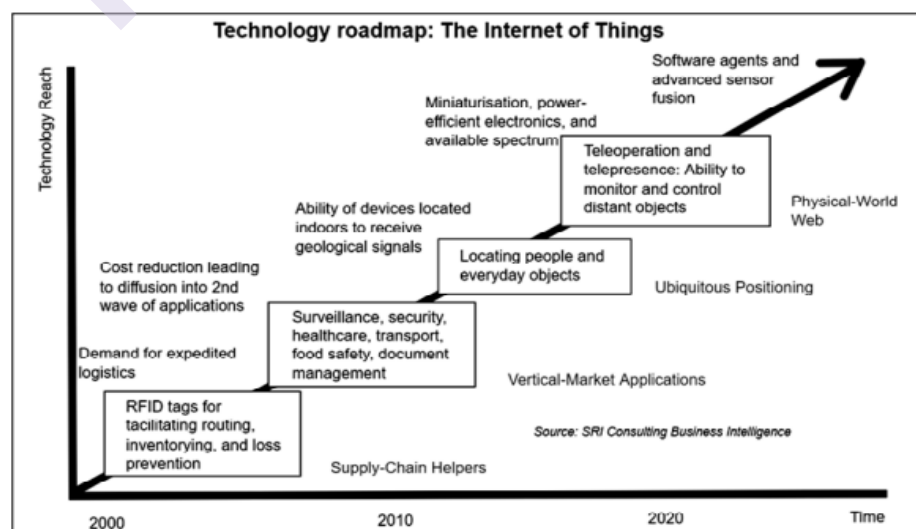 Technology roadmap: The Internet of Things
Technology Reach
Software agents and
advanced sensor
fusion
Miniaturisation, power-
efficient electronics, and
available spectrum
Teleoperation and
telepresence: Ability to
monitor and control
distant objects
Physical-World
Web
Ability of devices located
indoors to receive
geological signals
Locating people and
everyday objects
Ubiquitous Positioning
Cost reduction leading
to diffusion into 2nd
wave of applications
Surveillance, security,
healthcare, transport,
food safety, document
management
Vertical-Market Applications
Demand for expedited
logistics
RFID tags for
facilitating routing,
inventorying, and loss
prevention
Supply-Chain Helpers
Source: SRI Consulting Business Intelligence
2000
2010
2020
Time